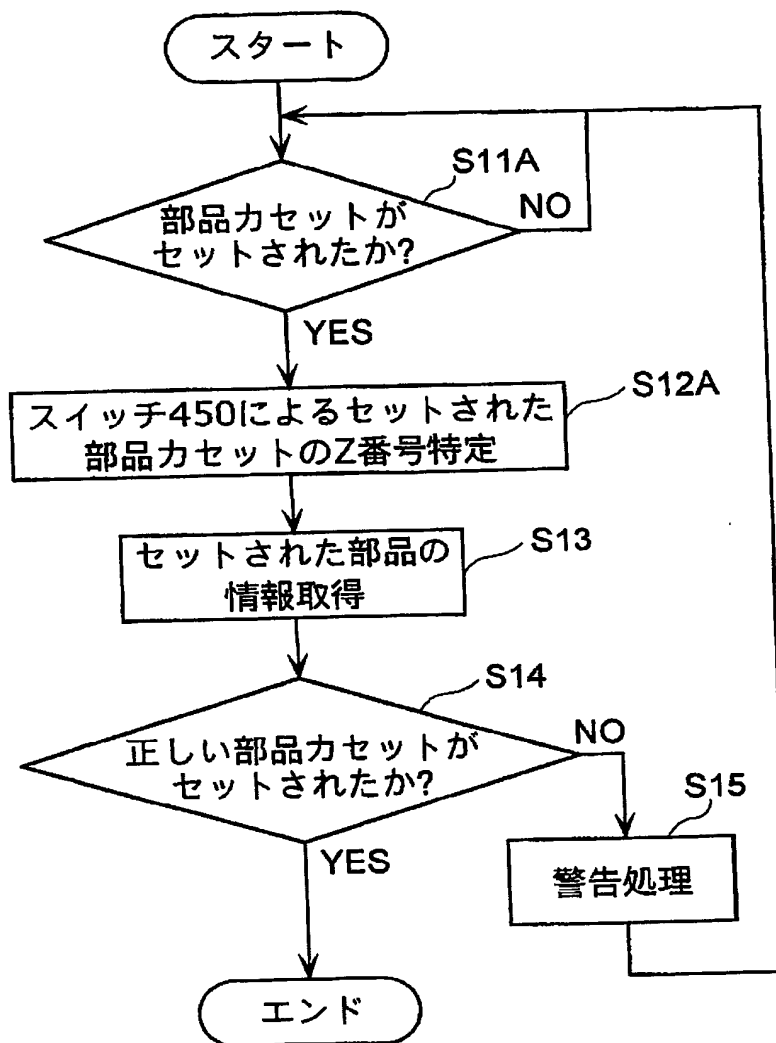 スタート
S11A
部品カセットが
セットされたか?
NO
YES
S12A
スイッチ450によるセットされた
部品カセットのZ番号特定
S13
セットされた部品の
情報取得
S14
正しい部品カセットが
セットされたか?
NO
S15
警告処理
YES
エンド